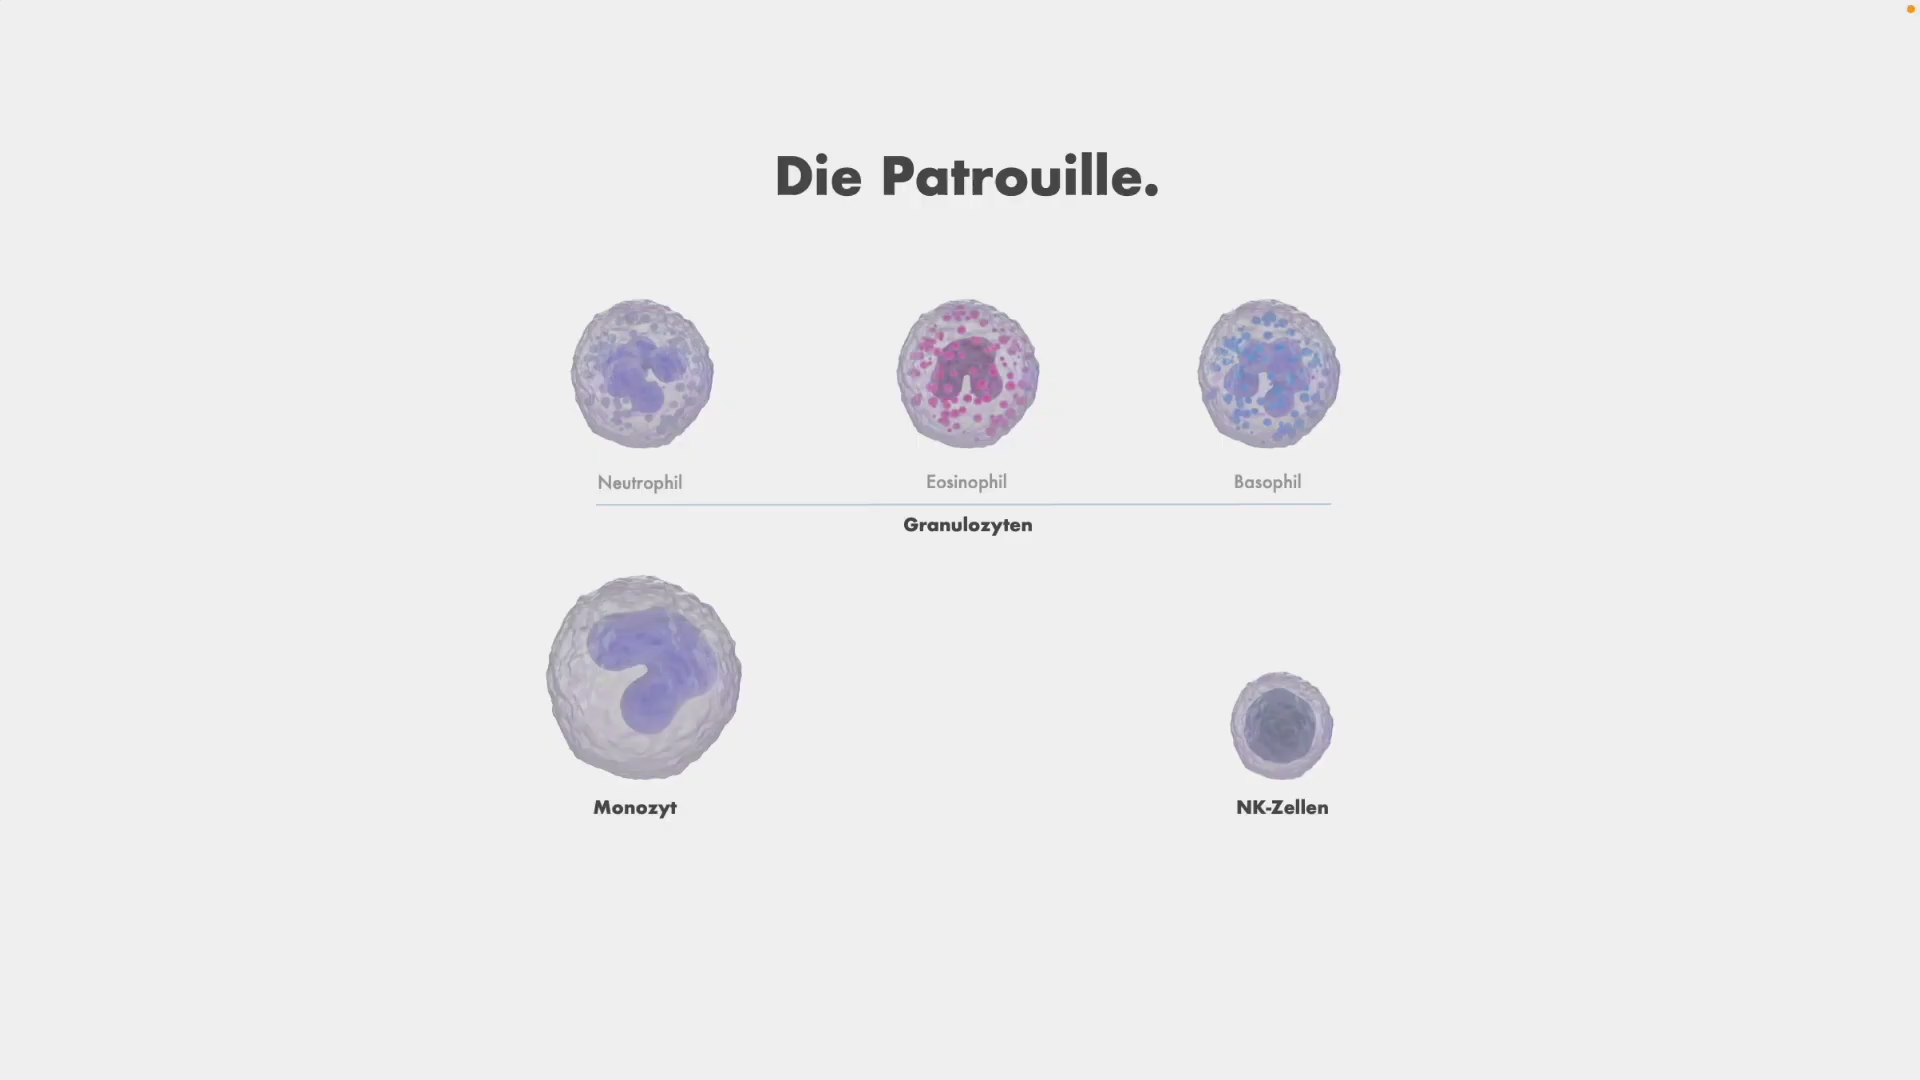 Die Patrouille.
Neutrophil
Eosinophil
Basophil
Granulozyten
Monozyt
NK-Zellen